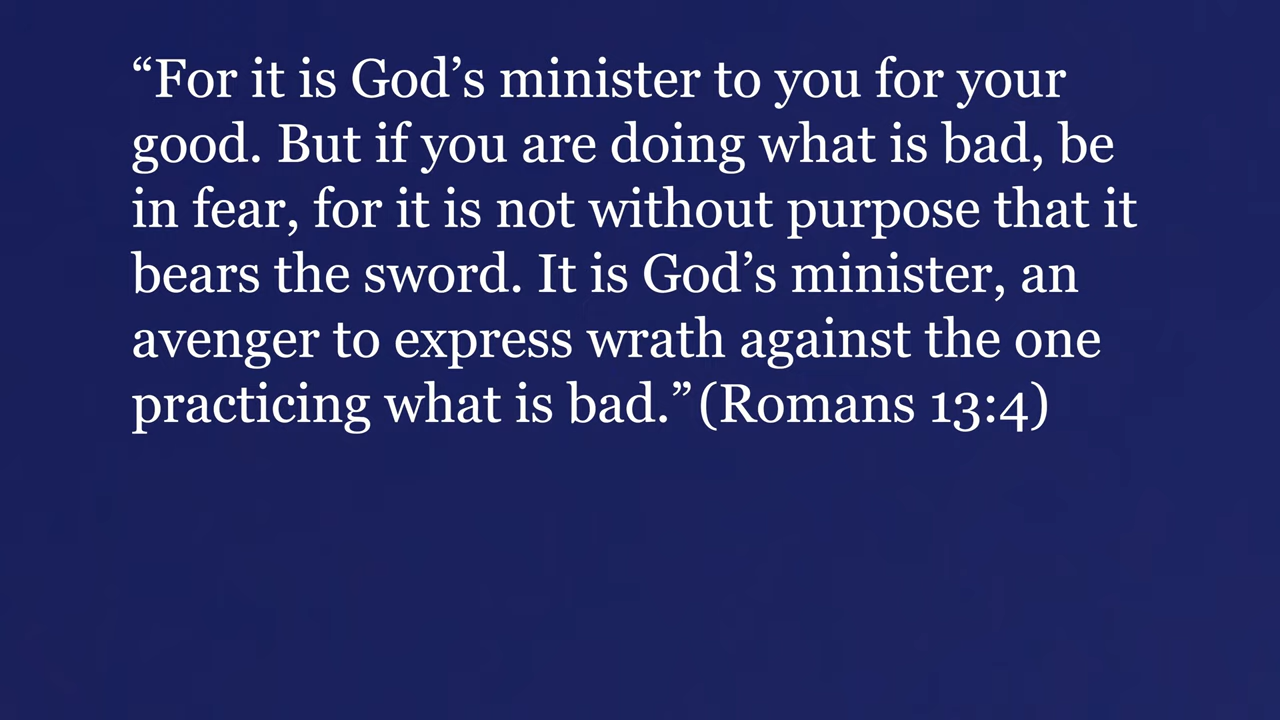 “For it is God’s minister to you for your
good. But if you are doing what is bad, be
in fear, for it is not without purpose that it
bears the sword. It is God’s minister, an
avenger to express wrath against the one
practicing what is bad.” (Romans 13:4)